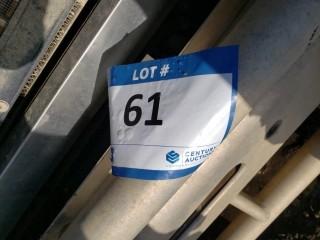 LOT #
61
CENTURY
AUCTION